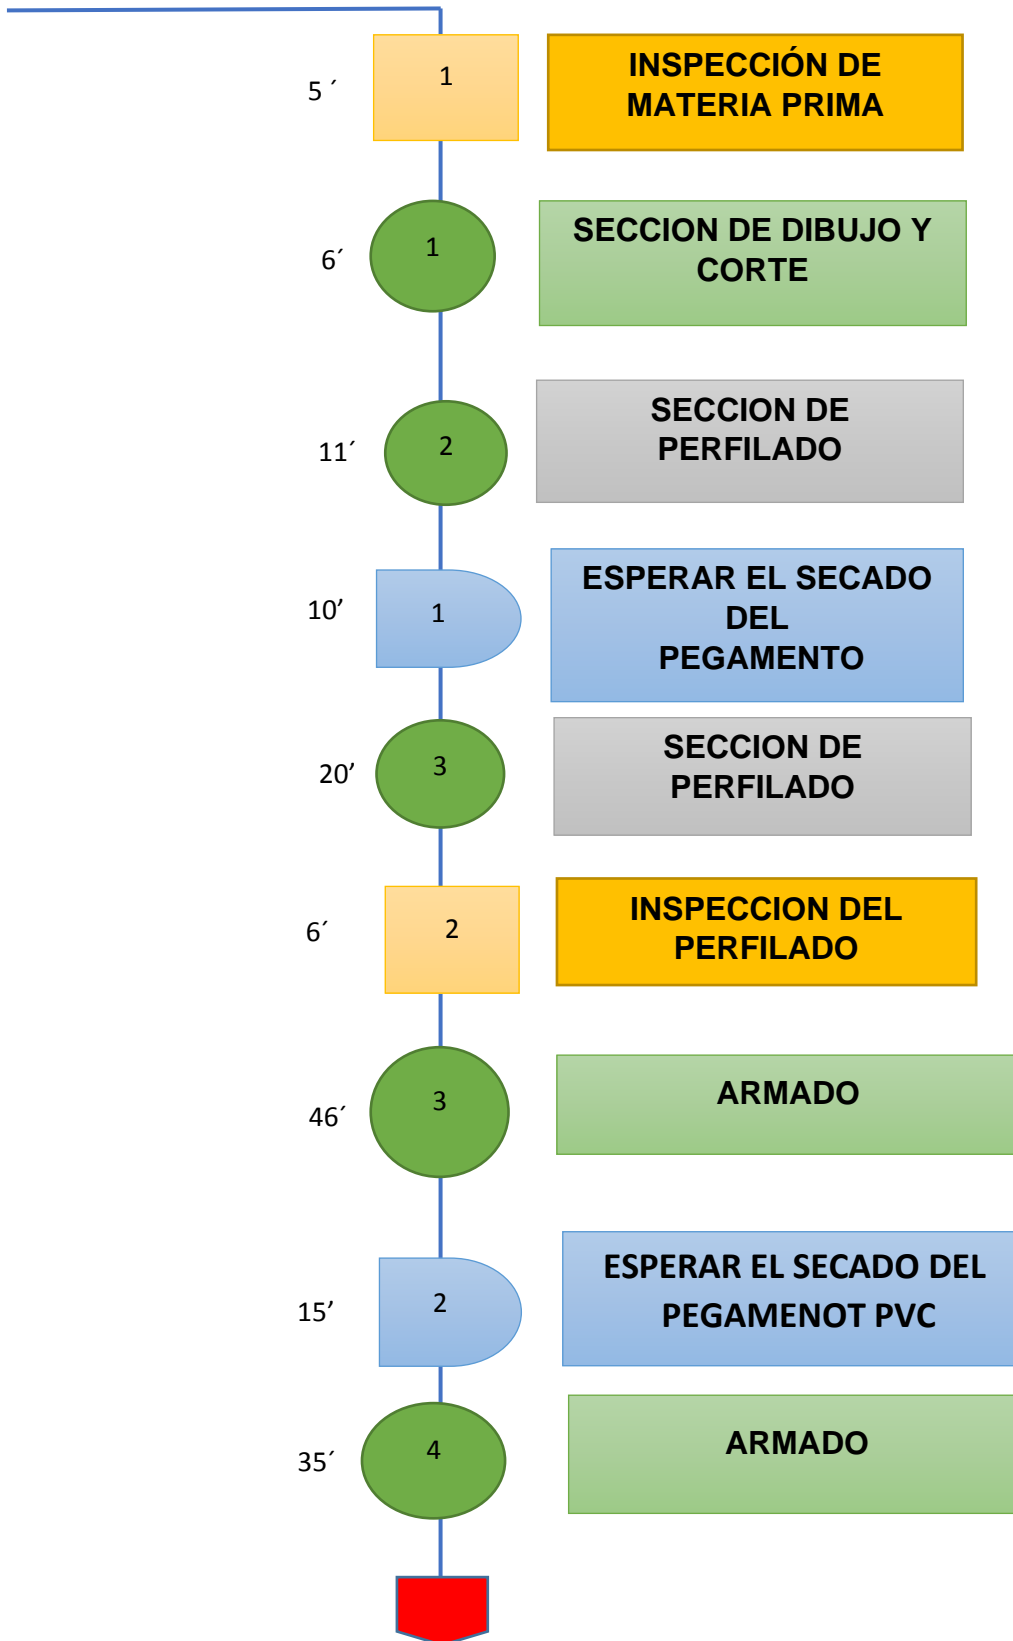 5 ´
1
INSPECCIÓN DE
MATERIA PRIMA
6´
1
SECCION DE DIBUJO Y
CORTE
11´
2
SECCION DE
PERFILADO
10’
1
ESPERAR EL SECADO
DEL
PEGAMENTO
20’
3
SECCION DE
PERFILADO
6´
2
INSPECCION DEL
PERFILADO
46´
3
ARMADO
15’
2
ESPERAR EL SECADO DEL
PEGAMENOT PVC
35´
4
ARMADO